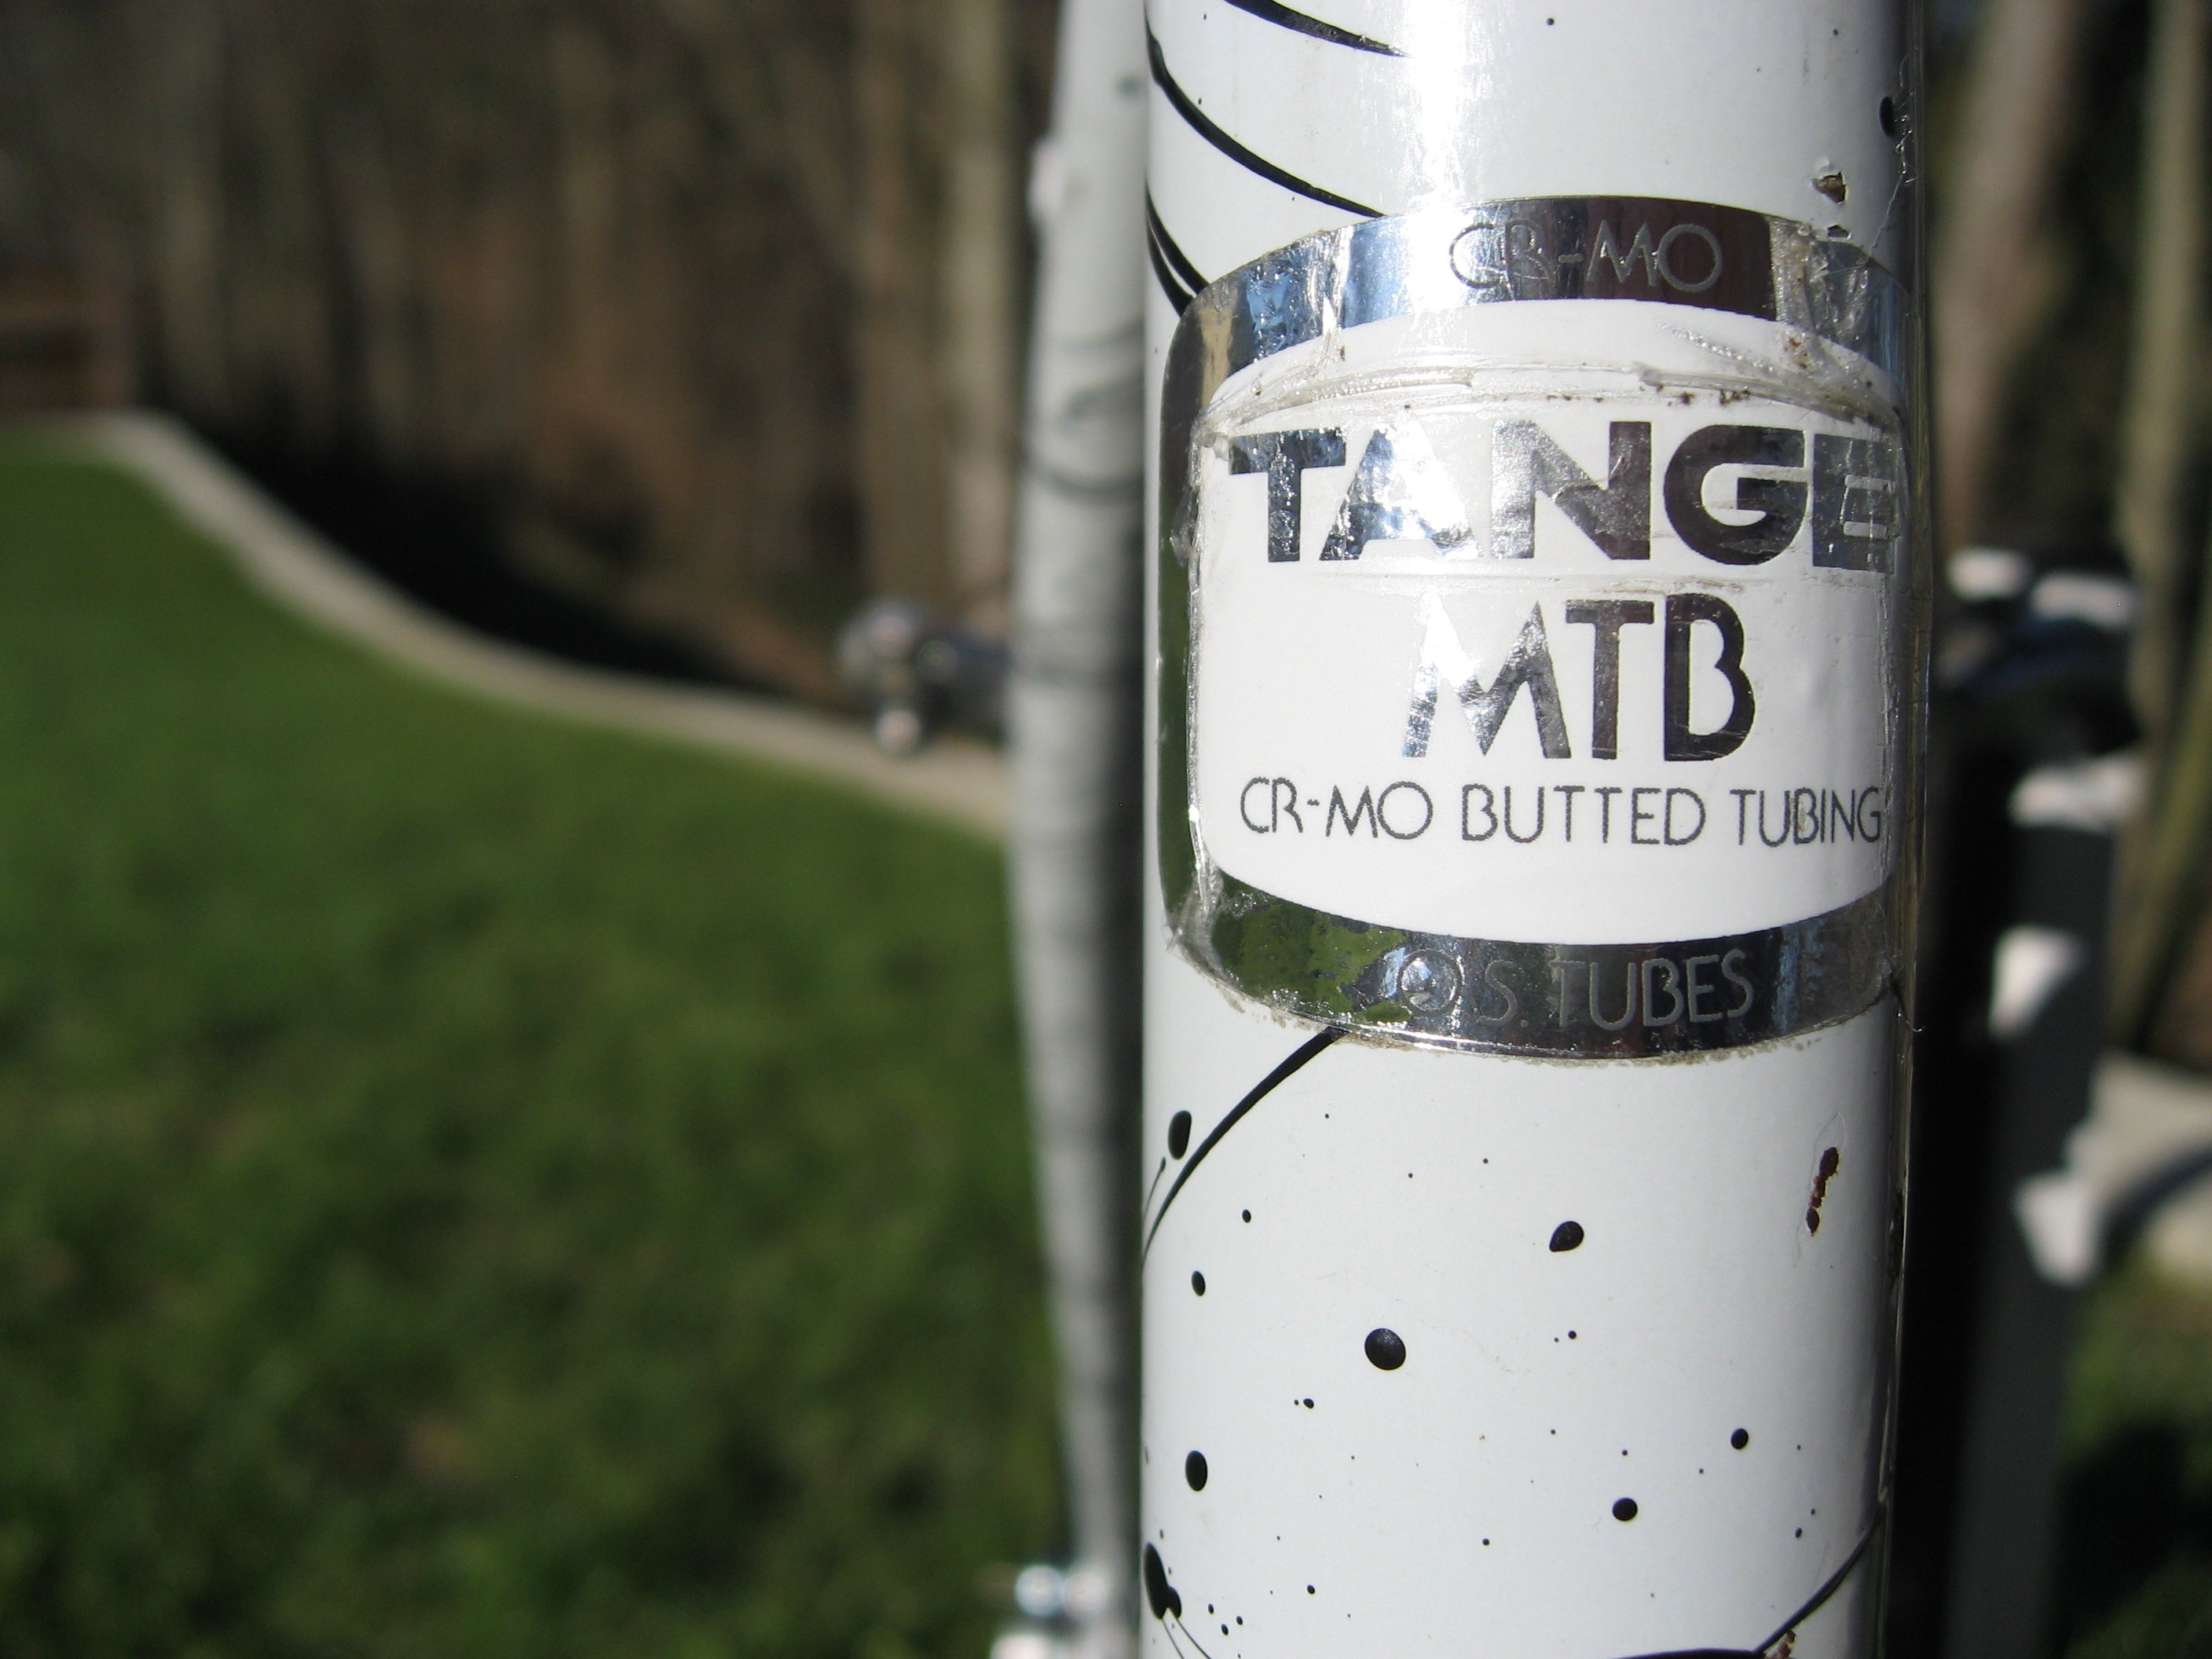 CR-MO
TANGE
MTB
CR-MO BUTTED TUBING
O.S. TUBES